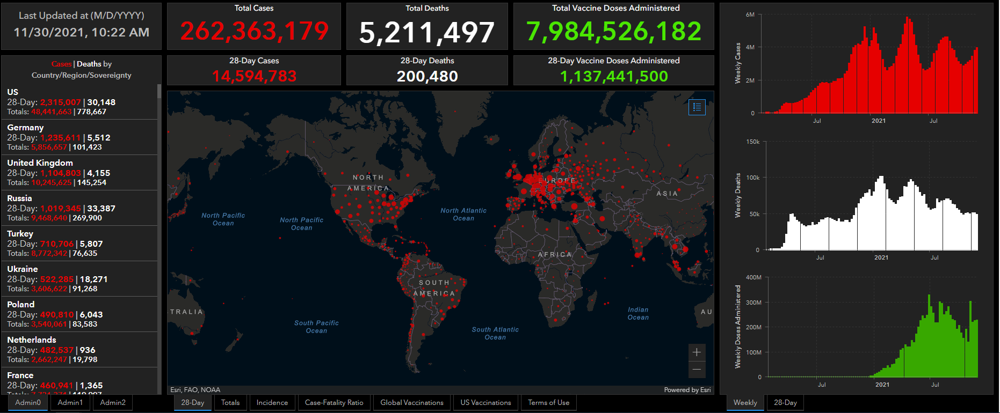 Last Updated at (M/D/YYYY)
11/30/2021, 10:22 AM
Cases | Deaths by
Country/Region/Sovereignty
US
28-Day: 2,315,007 | 30,148
Totals: 48,441,663 | 778,667
Germany
28-Day: 1,235,611 | 5,512
Totals: 5,856,657 | 101,423
United Kingdom
28-Day: 1,104,803 | 4,155
Totals: 10,245,625 | 145,254
Russia
28-Day: 1,019,345 | 33,387
Totals: 9,468,640 | 269,900
Turkey
28-Day: 710,706 | 5,807
Totals: 8,772,342 | 76,635
Ukraine
28-Day: 522,285 | 18,271
Totals: 3,606,622 | 91,268
Poland
28-Day: 490,810 | 6,043
Totals: 3,540,061 | 83,583
Netherlands
28-Day: 482,537 | 936
Totals: 2,662,247 | 19,798
France
28-Day: 460,941 | 1,365
Admin0
Admin1
Admin2
Total Cases
262,363,179
Total Deaths
5,211,497
Total Vaccine Doses Administered
7,984,526,182
28-Day Cases
14,594,783
28-Day Deaths
200,480
28-Day Vaccine Doses Administered
1,137,441,500
NORTH
AMERICA
EUROPE
ASIA
North Pacific
Ocean
North Pacific
Ocean
North Atlantic
Ocean
AFRICA
SOUTH
AMERICA
TRALIA
AU
Indian
Ocean
South Pacific
Ocean
South Atlantic
Ocean
+
−
Esri, FAO, NOAA
Powered by Esri
28-Day
Totals
Incidence
Case-Fatality Ratio
Global Vaccinations
US Vaccinations
Terms of Use
Weekly Cases
6M
4M
2M
0
Jul
2021
Jul
Weekly Deaths
150k
100k
50k
0
Jul
2021
Jul
Weekly Doses Administered
400M
300M
200M
100M
0
Jul
2021
Jul
Weekly
28-Day